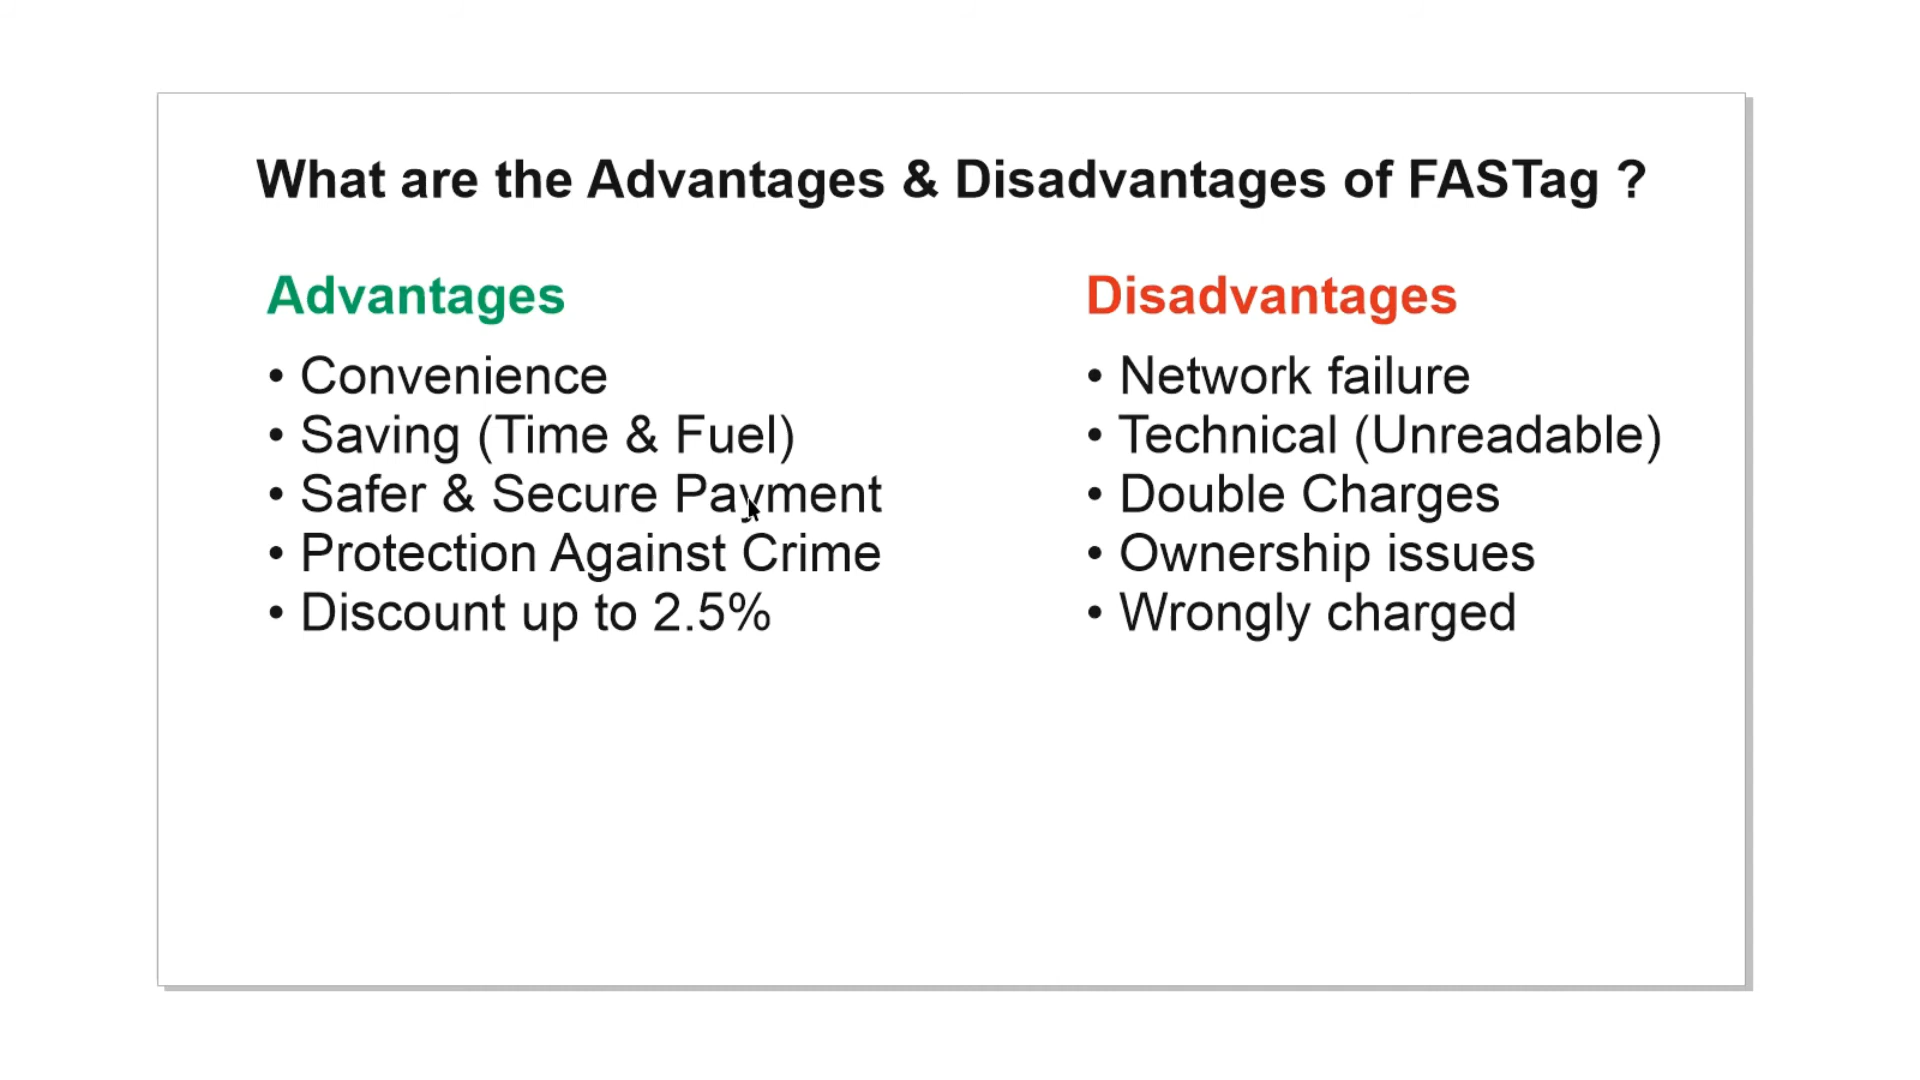 What are the Advantages & Disadvantages of FASTag ?
Advantages
• Convenience
• Saving (Time & Fuel)
• Safer & Secure Payment
• Protection Against Crime
• Discount up to 2.5%
Disadvantages
• Network failure
• Technical (Unreadable)
• Double Charges
• Ownership issues
• Wrongly charged